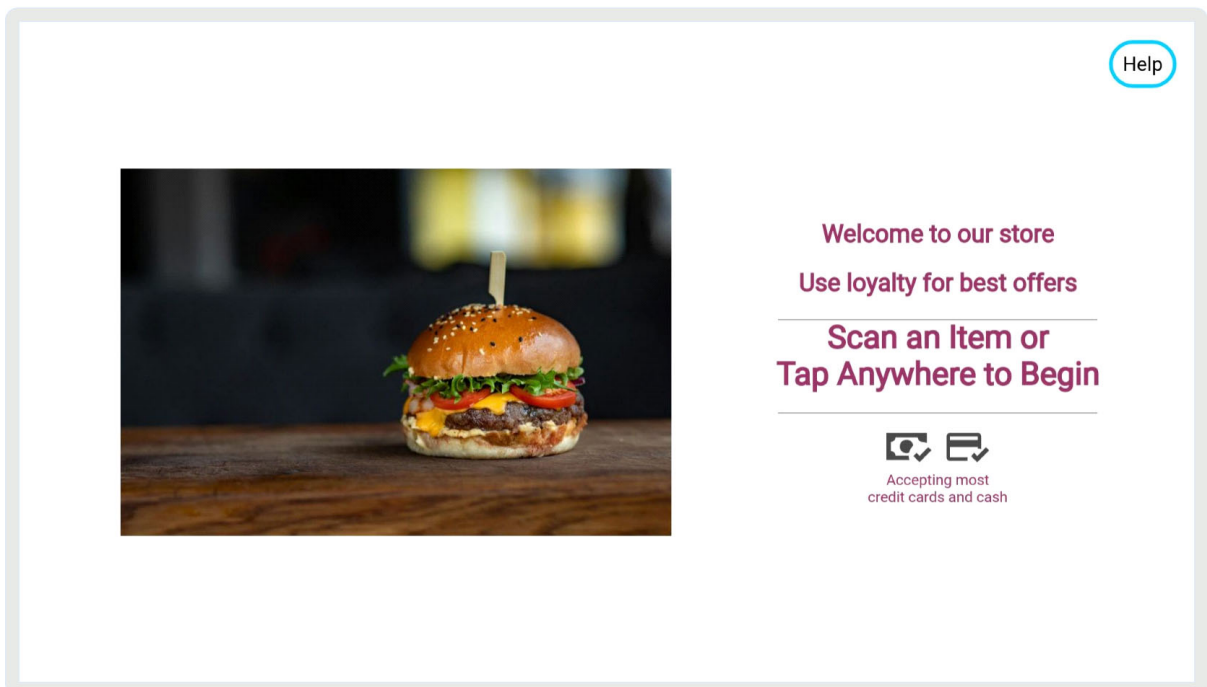 Help
Welcome to our store
Use loyalty for best offers
Scan an Item or
Tap Anywhere to Begin
Accepting most
credit cards and cash